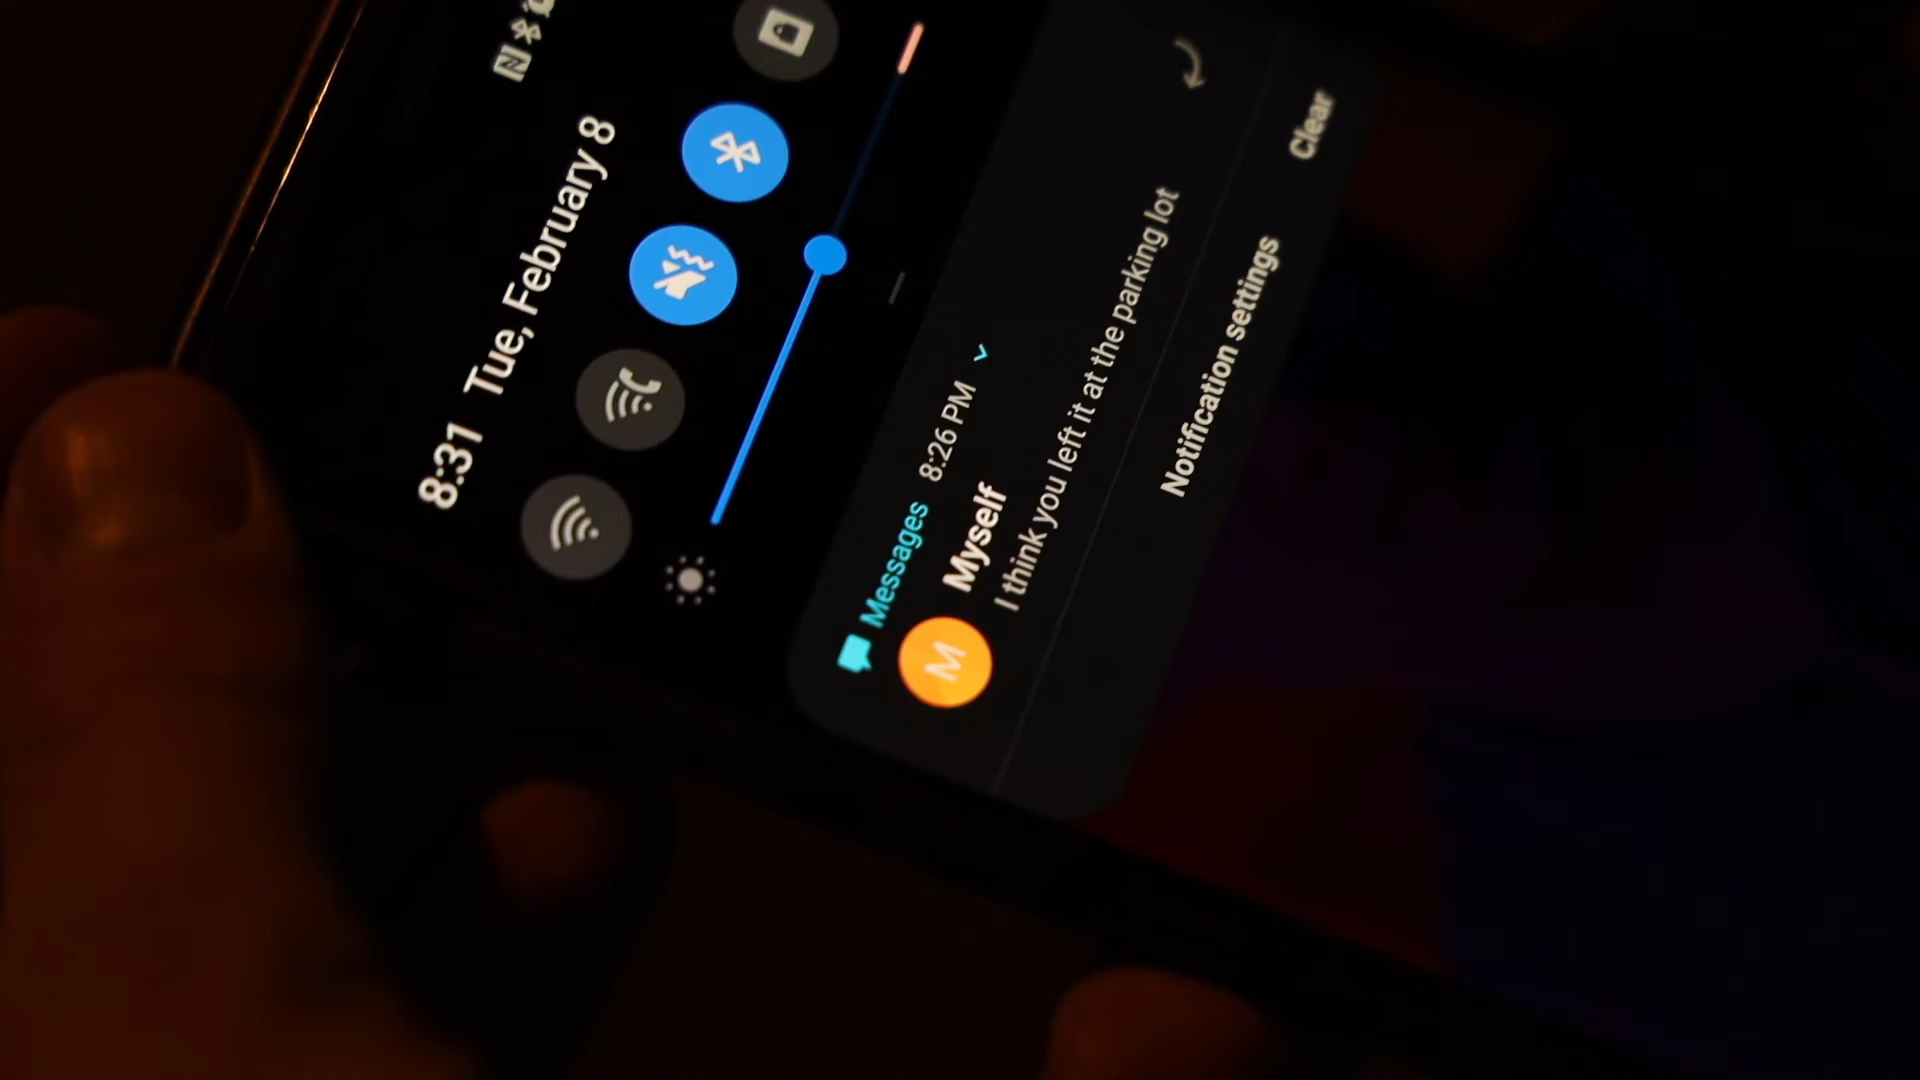 8:31 Tue, February 8
Messages 8:26 PM
M
Myself
I think you left it at the parking lot
Notification settings
Clear